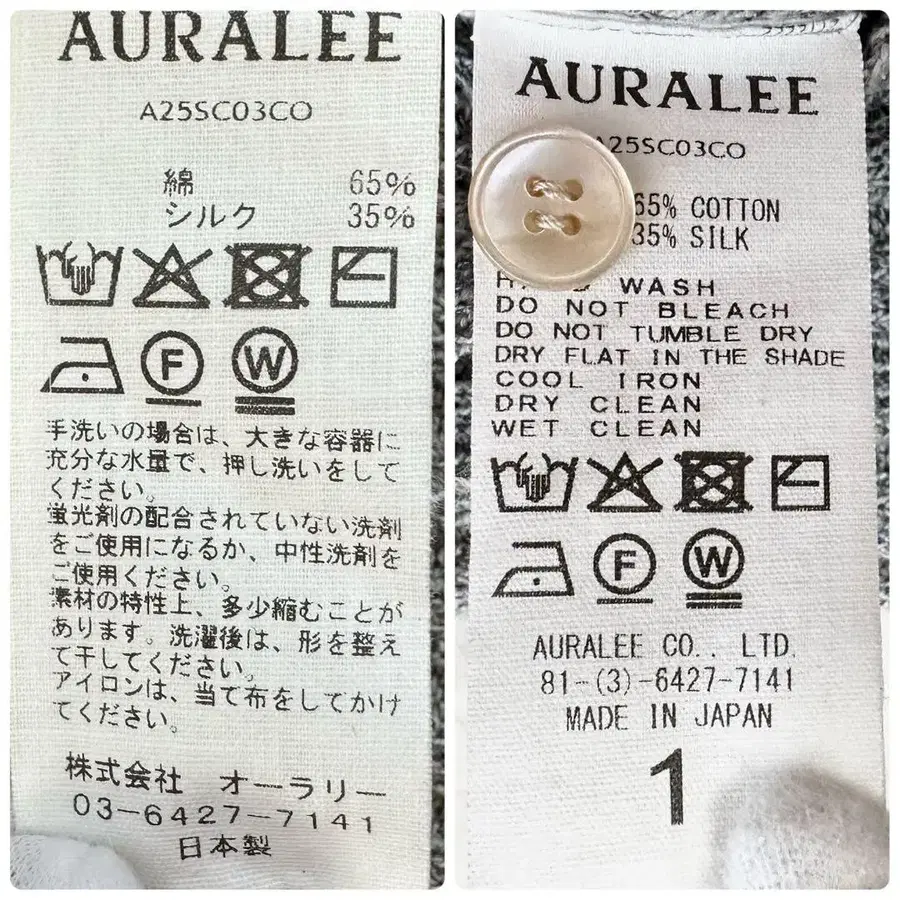 AURALEE
A25SC03CO
綿 65%
シルク 35%
F W
手洗いの場合は、大きな容器に
充分な水量で、押し洗いをして
ください。
蛍光剤の配合されていない洗剤
をご使用になるか、中性洗剤を
ご使用ください。
素材の特性上、多少縮むことが
あります。洗濯後は、形を整え
て干してください。
アイロンは、当て布をしてかけ
てください。
株式会社 オーラリー
03-6427-7141
日本製
AURALEE
A25SC03CO
65% COTTON
35% SILK
WASH
DO NOT BLEACH
DO NOT TUMBLE DRY
DRY FLAT IN THE SHADE
COOL IRON
DRY CLEAN
WET CLEAN
F W
AURALEE CO., LTD.
81-(3)-6427-7141
MADE IN JAPAN
1